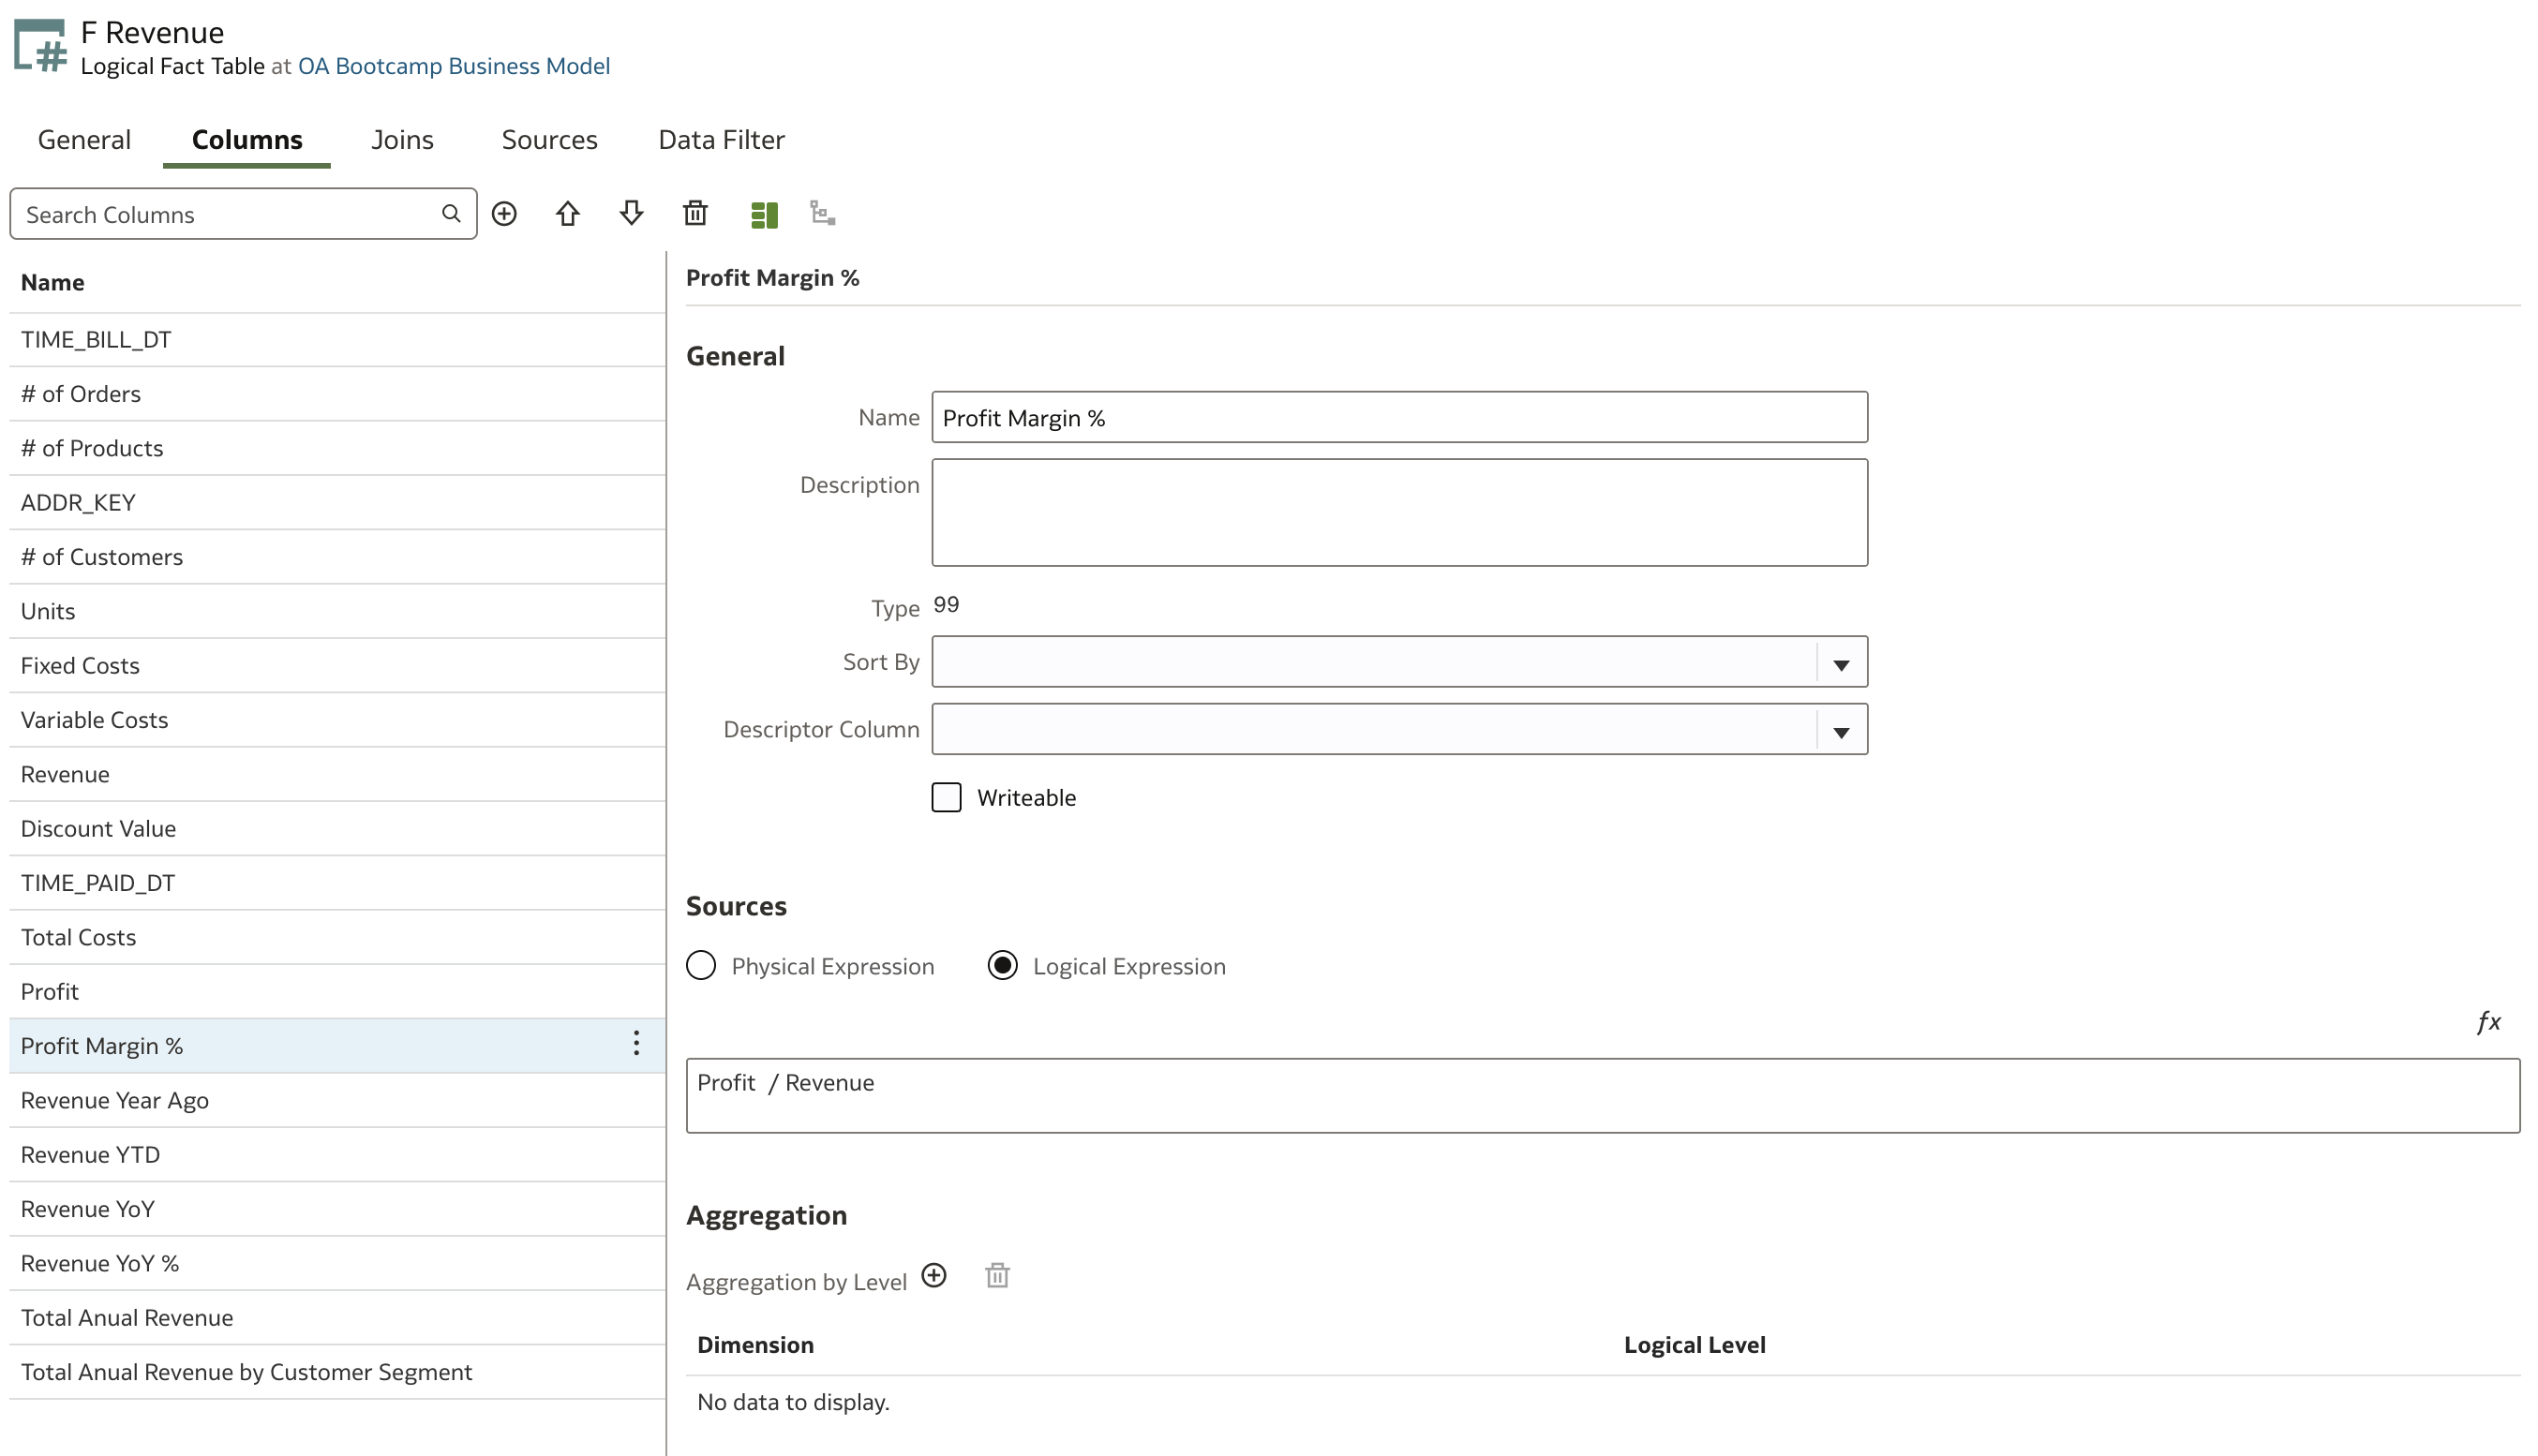 F Revenue
Logical Fact Table at OA Bootcamp Business Model
General Columns Joins Sources Data Filter
Search Columns
Name
TIME_BILL_DT
# of Orders
# of Products
ADDR_KEY
# of Customers
Units
Fixed Costs
Variable Costs
Revenue
Discount Value
TIME_PAID_DT
Total Costs
Profit
Profit Margin %
Revenue Year Ago
Revenue YTD
Revenue YoY
Revenue YoY %
Total Anual Revenue
Total Anual Revenue by Customer Segment
Profit Margin %
General
Name Profit Margin %
Description
Type 99
Sort By
Descriptor Column
Writeable
Sources
Physical Expression Logical Expression
fx
Profit / Revenue
Aggregation
Aggregation by Level
Dimension Logical Level
No data to display.